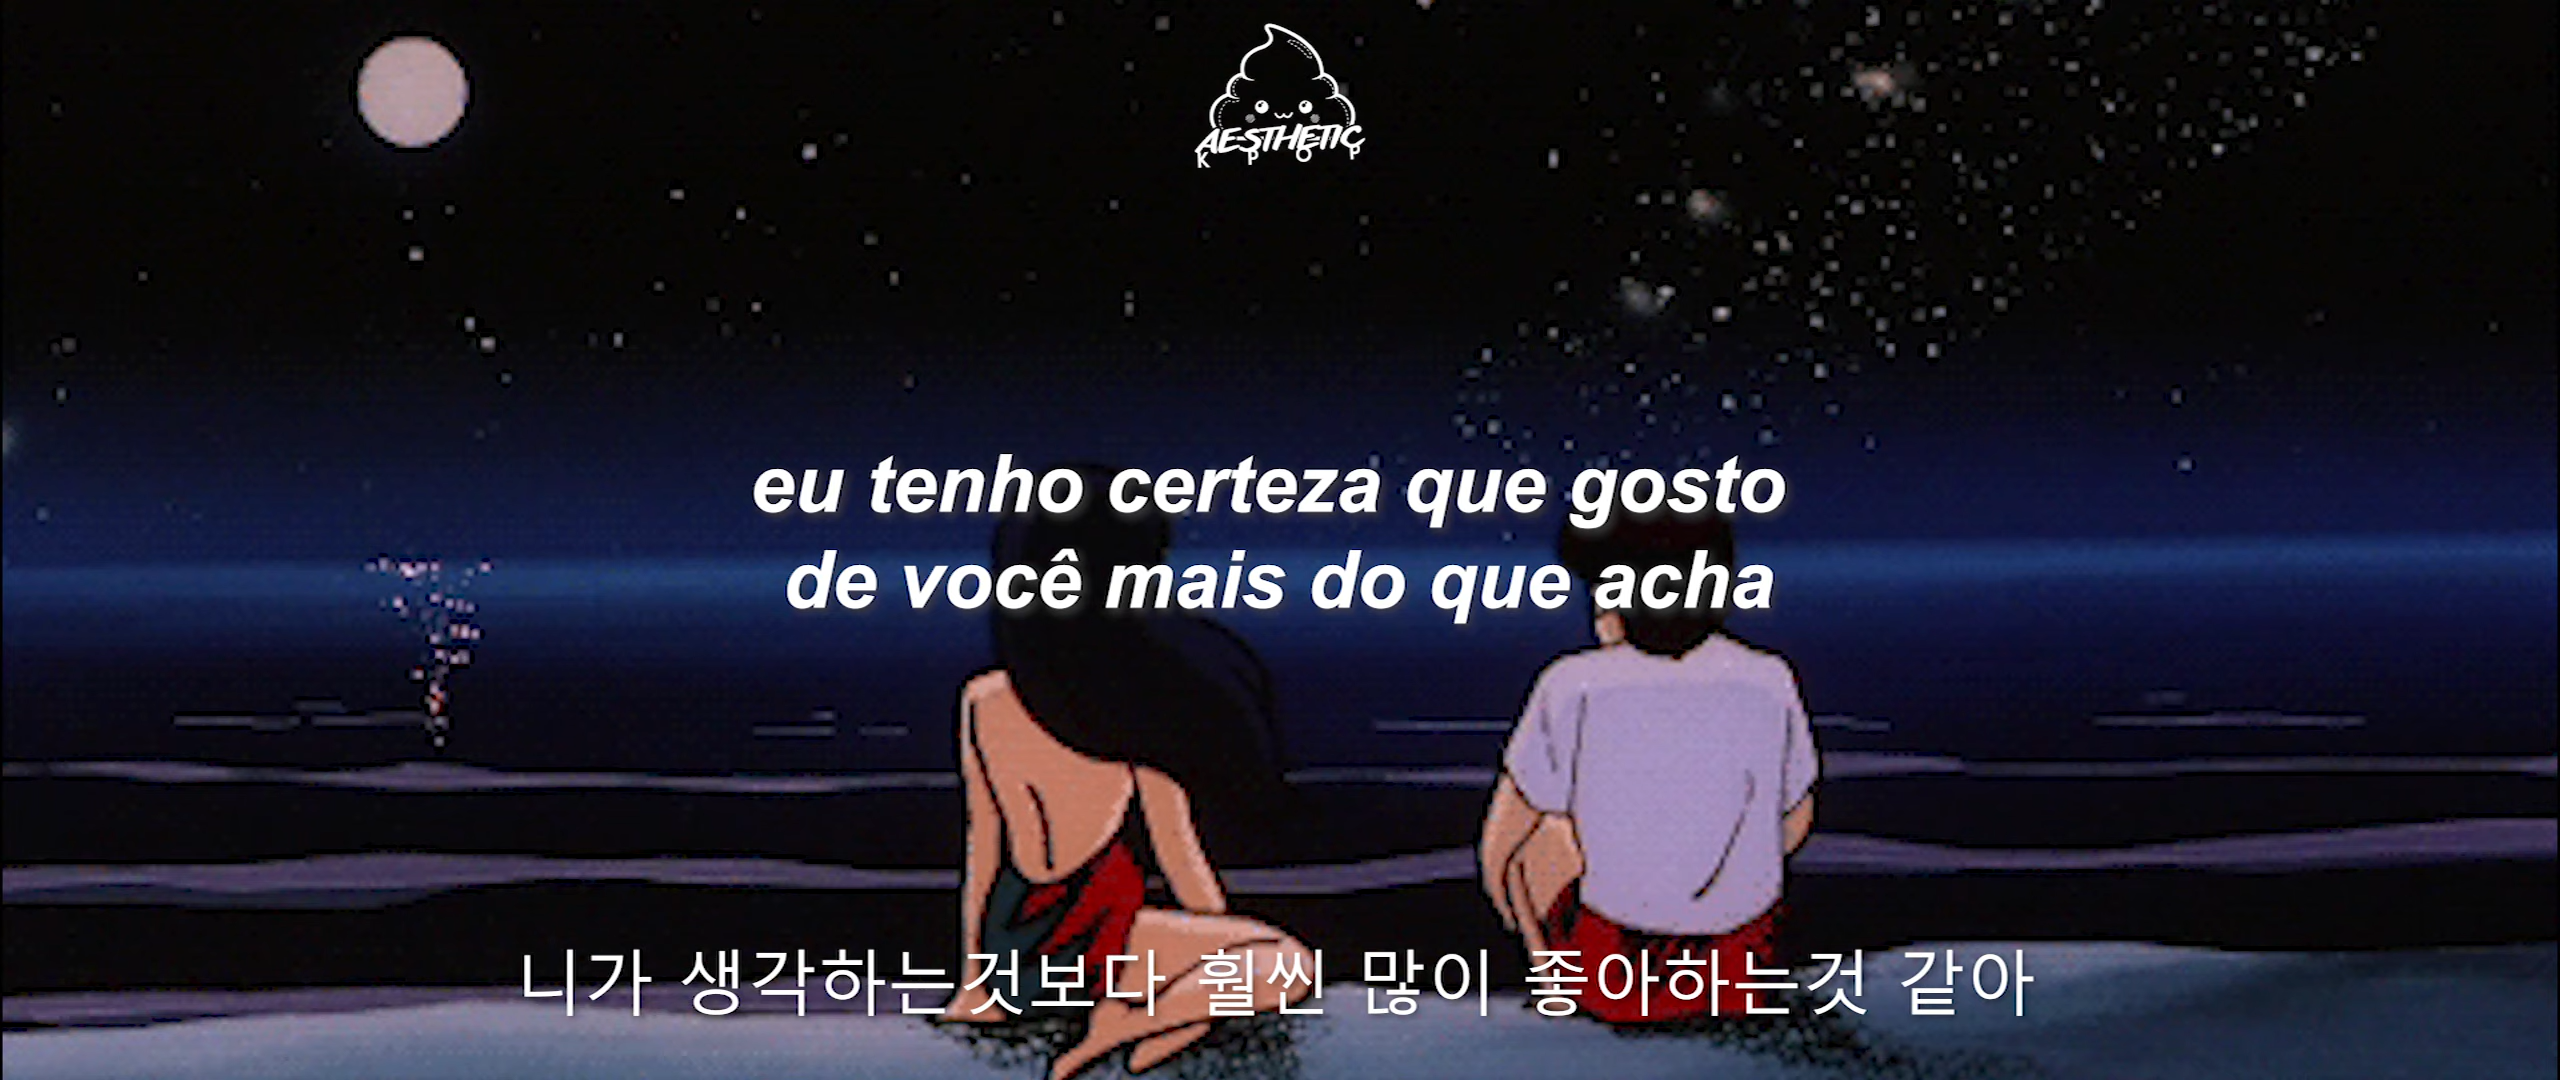 AESTHETIC
K P O P
eu tenho certeza que gosto
de você mais do que acha
니가 생각하는것보다 훨씬 많이 좋아하는것 같아